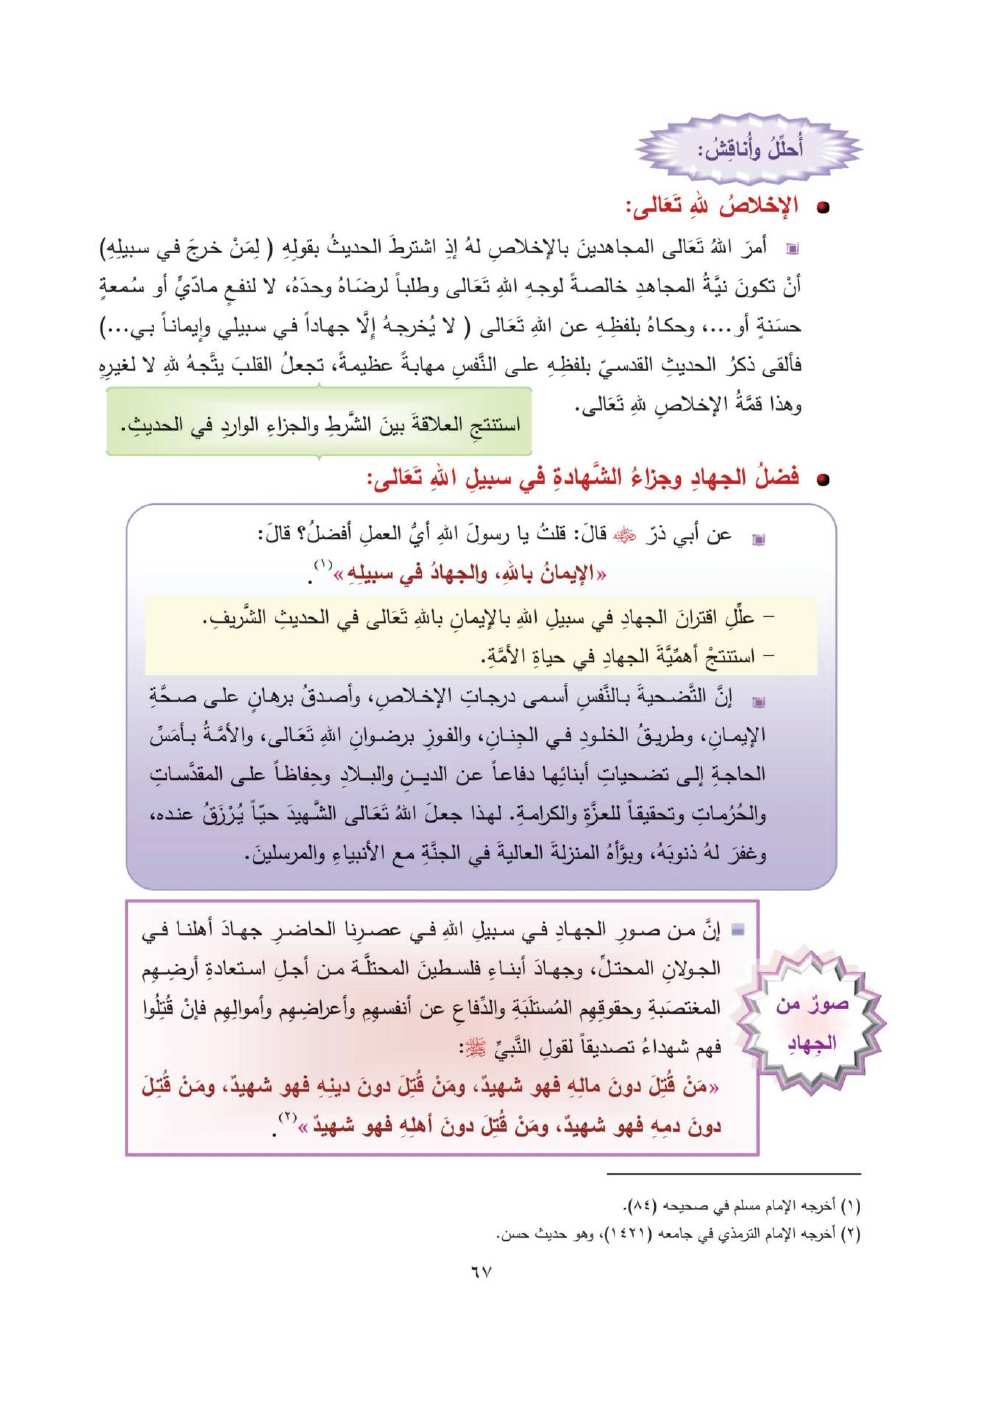 أُحلِّلُ وأُناقِشُ:
الإخلاصُ للهِ تَعَالى:
أمرَ اللهُ تَعَالى المجاهدينَ بالإخلاصِ لهُ إذِ اشترطَ الحديثُ بقولِهِ ( لِمَنْ خرجَ في سبيلِهِ)
أنْ تكونَ نيَّةُ المجاهدِ خالصةً لوجهِ اللهِ تَعَالى وطلباً لرضَاهُ وحدَهُ، لا لنفعٍ مادّيٍّ أو سُمعةٍ
حسَنةٍ أو...، وحكاهُ بلفظِهِ عن اللهِ تَعَالى ( لا يُخرجهُ إلَّا جهاداً في سبيلي وإيماناً بي...)
فألقى ذكرُ الحديثِ القدسيّ بلفظِهِ على النَّفسِ مهابةً عظيمةً، تجعلُ القلبَ يتَّجهُ للهِ لا لغيرِهِ
وهذا قمَّةُ الإخلاصِ للهِ تَعَالى.
استنتجِ العلاقةَ بينَ الشَّرطِ والجزاءِ الواردِ في الحديثِ.
فضلُ الجهادِ وجزاءُ الشَّهادةِ في سبيلِ اللهِ تَعَالى:
عن أبي ذرّ ﷺ قالَ: قلتُ يا رسولَ اللهِ أيُّ العملِ أفضلُ؟ قالَ:
«الإيمانُ باللهِ، والجهادُ في سبيلِهِ»(١).
– علِّلِ اقترانَ الجهادِ في سبيلِ اللهِ بالإيمانِ باللهِ تَعَالى في الحديثِ الشَّريفِ.
– استنتجْ أهمِّيَّةَ الجهادِ في حياةِ الأمَّةِ.
إنَّ التَّضحيةَ بالنَّفسِ أسمى درجاتِ الإخلاصِ، وأصدقُ برهانٍ على صحَّةِ
الإيمانِ، وطريقُ الخلودِ في الجِنانِ، والفوزِ برضوانِ اللهِ تَعَالى، والأمَّةُ بأمَسِّ
الحاجةِ إلى تضحياتِ أبنائِها دفاعاً عن الدينِ والبلادِ وحِفاظاً على المقدَّساتِ
والحُرُماتِ وتحقيقاً للعزَّةِ والكرامةِ. لهذا جعلَ اللهُ تَعَالى الشَّهيدَ حيّاً يُرْزَقُ عنده،
وغفرَ لهُ ذنوبَهُ، وبوَّأهُ المنزلةَ العاليةَ في الجنَّةِ مع الأنبياءِ والمرسلينَ.
صورٌ من
الجِهادِ
إنَّ من صورِ الجهادِ في سبيلِ اللهِ في عصرِنا الحاضرِ جهادَ أهلنا في
الجولانِ المحتلِّ، وجهادَ أبناءِ فلسطينَ المحتلَّة من أجلِ استعادةِ أرضِهِم
المغتصَبةِ وحقوقِهِم المُستلَبَةِ والدِّفاعِ عن أنفسِهِم وأعراضِهِم وأموالِهِم فإنْ قُتِلُوا
فهم شهداءُ تصديقاً لقولِ النَّبيِّ ﷺ:
«مَنْ قُتِلَ دونَ مالِهِ فهو شهيدٌ، ومَنْ قُتِلَ دونَ دينِهِ فهو شهيدٌ، ومَنْ قُتِلَ
دونَ دمِهِ فهو شهيدٌ، ومَنْ قُتِلَ دونَ أهلِهِ فهو شهيدٌ»(٢).
(١) أخرجه الإمام مسلم في صحيحه (٨٤).
(٢) أخرجه الإمام الترمذي في جامعه (١٤٢١)، وهو حديث حسن.
٦٧